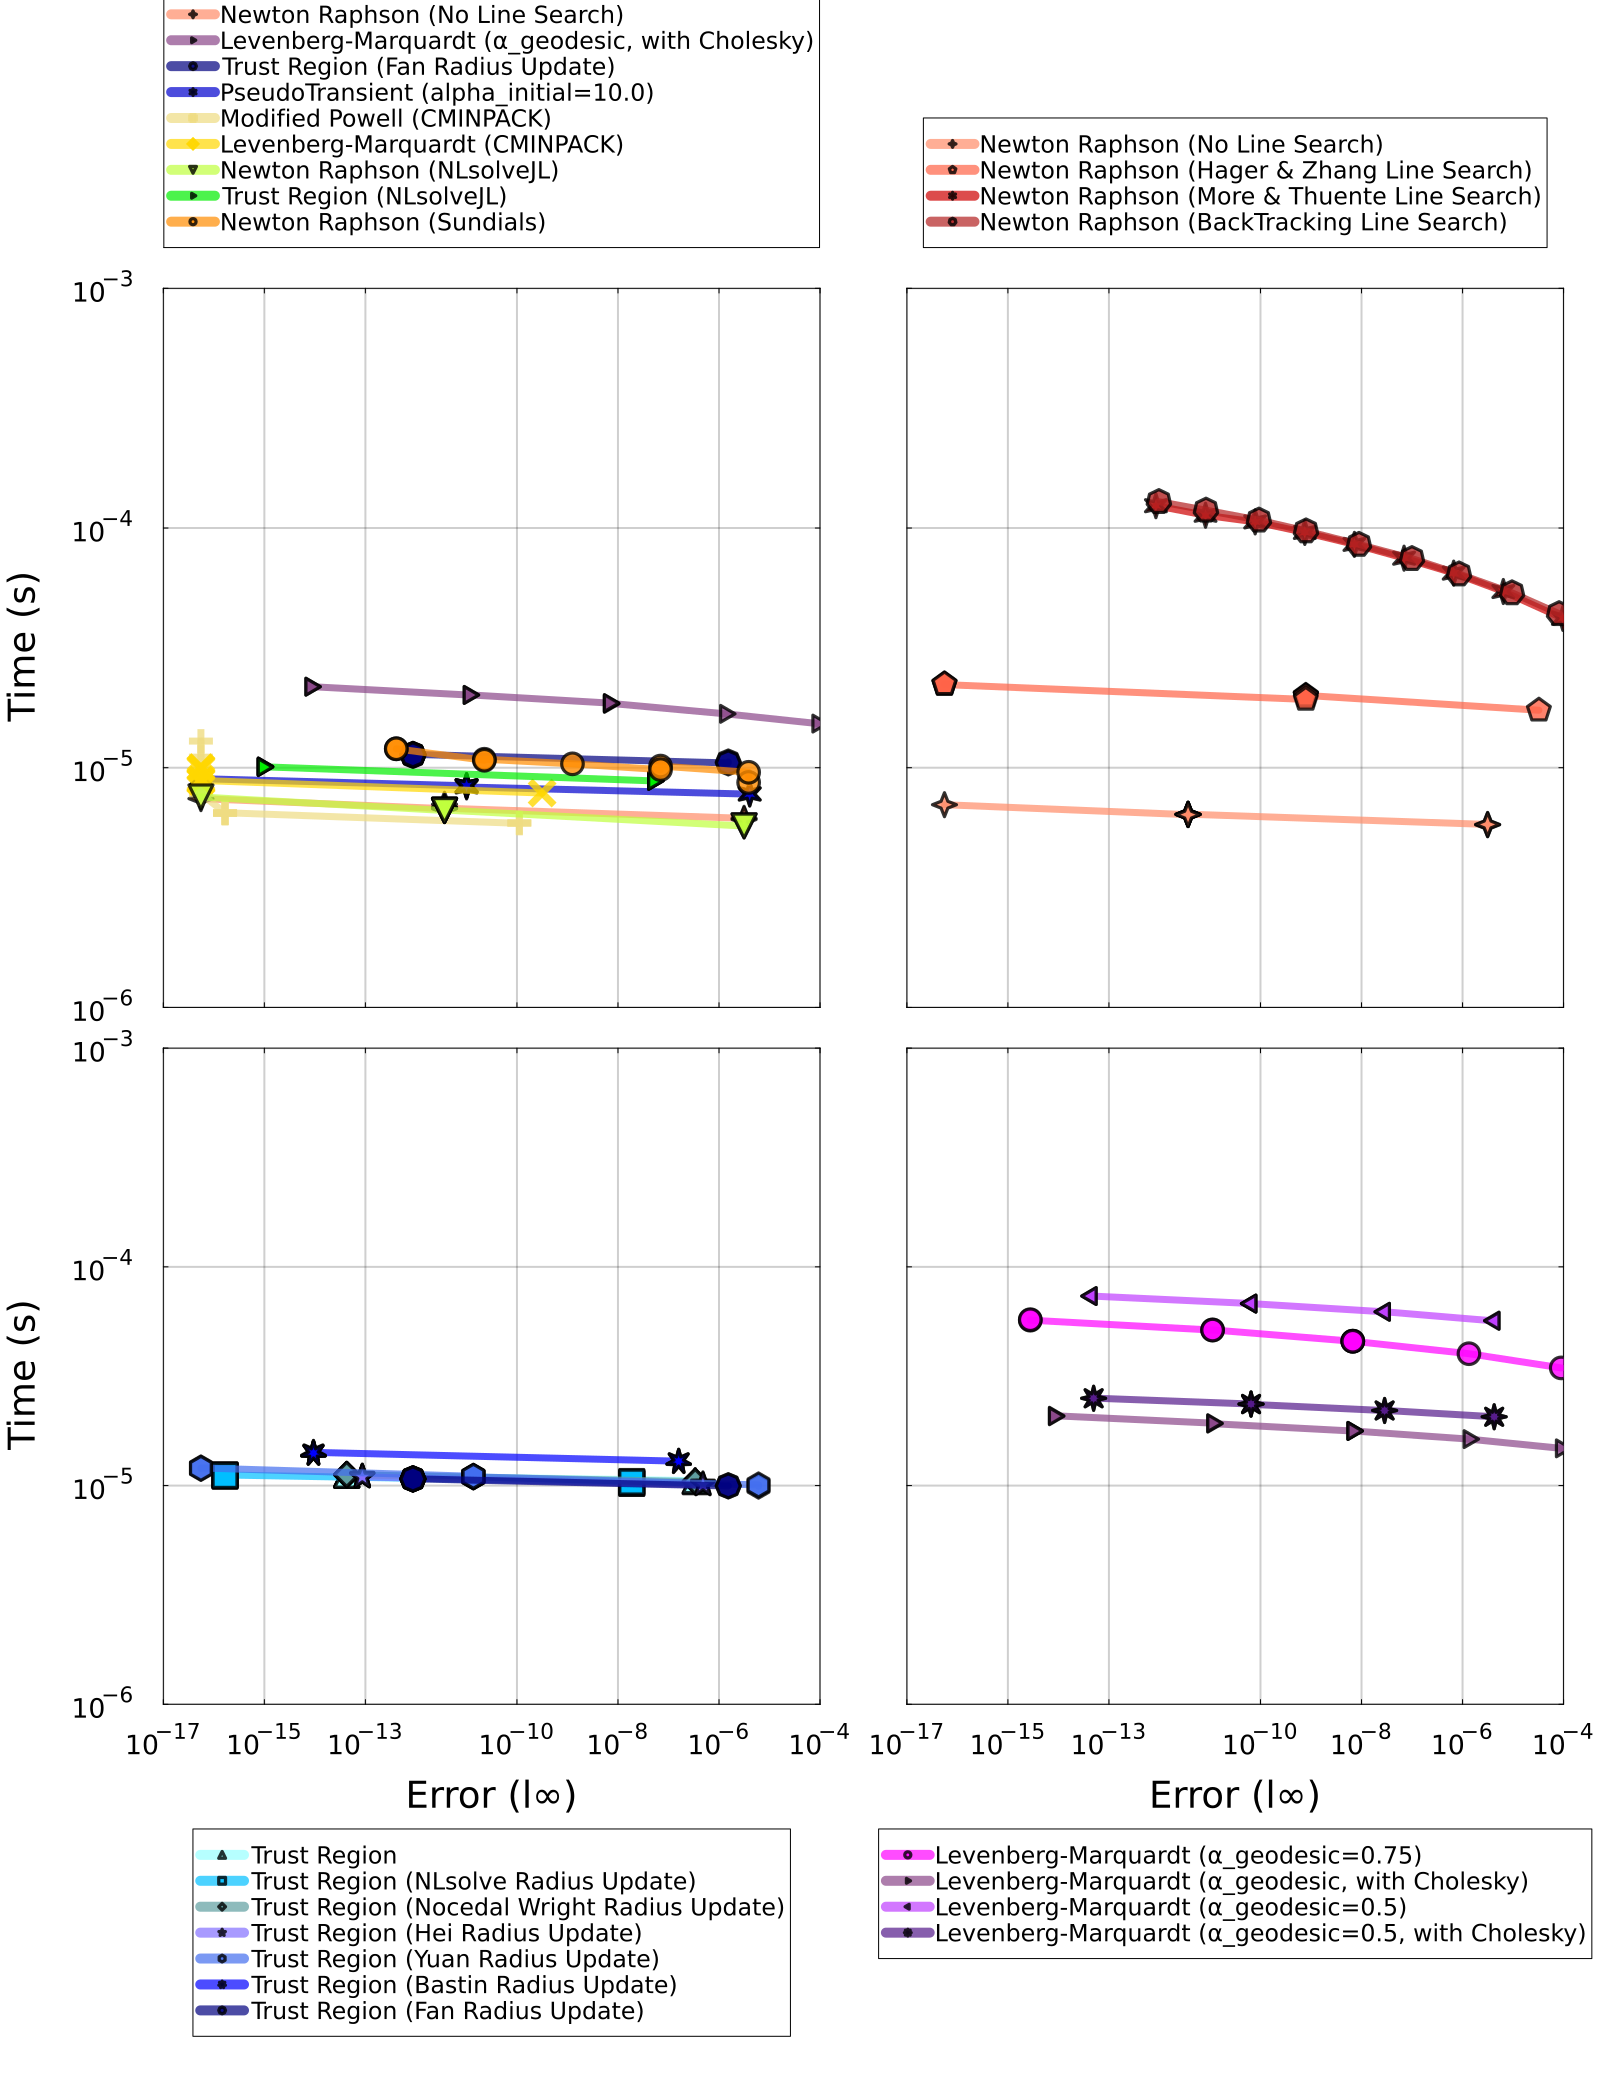 Newton Raphson (No Line Search)
Levenberg-Marquardt (α_geodesic, with Cholesky)
Trust Region (Fan Radius Update)
PseudoTransient (alpha_initial=10.0)
Modified Powell (CMINPACK)
Levenberg-Marquardt (CMINPACK)
Newton Raphson (NLsolveJL)
Trust Region (NLsolveJL)
Newton Raphson (Sundials)
Newton Raphson (No Line Search)
Newton Raphson (Hager & Zhang Line Search)
Newton Raphson (More & Thuente Line Search)
Newton Raphson (BackTracking Line Search)
10⁻³
10⁻⁴
10⁻⁵
10⁻⁶
Time (s)
10⁻³
10⁻⁴
10⁻⁵
10⁻⁶
Time (s)
10⁻¹⁷ 10⁻¹⁵ 10⁻¹³ 10⁻¹⁰ 10⁻⁸ 10⁻⁶ 10⁻⁴
Error (l∞)
10⁻¹⁷ 10⁻¹⁵ 10⁻¹³ 10⁻¹⁰ 10⁻⁸ 10⁻⁶ 10⁻⁴
Error (l∞)
Trust Region
Trust Region (NLsolve Radius Update)
Trust Region (Nocedal Wright Radius Update)
Trust Region (Hei Radius Update)
Trust Region (Yuan Radius Update)
Trust Region (Bastin Radius Update)
Trust Region (Fan Radius Update)
Levenberg-Marquardt (α_geodesic=0.75)
Levenberg-Marquardt (α_geodesic, with Cholesky)
Levenberg-Marquardt (α_geodesic=0.5)
Levenberg-Marquardt (α_geodesic=0.5, with Cholesky)